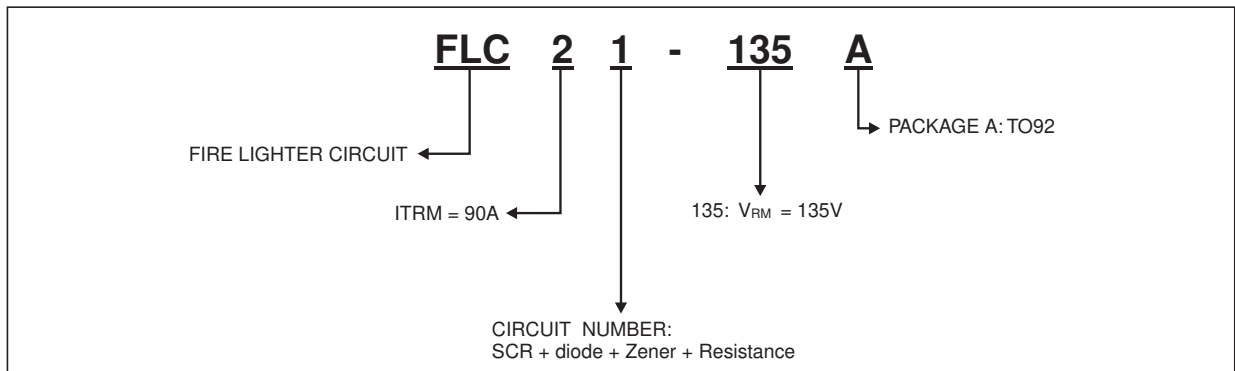 FLC 2 1 - 135 A
PACKAGE A: TO92
FIRE LIGHTER CIRCUIT
ITRM = 90A
135: VRM = 135V
CIRCUIT NUMBER:
SCR + diode + Zener + Resistance